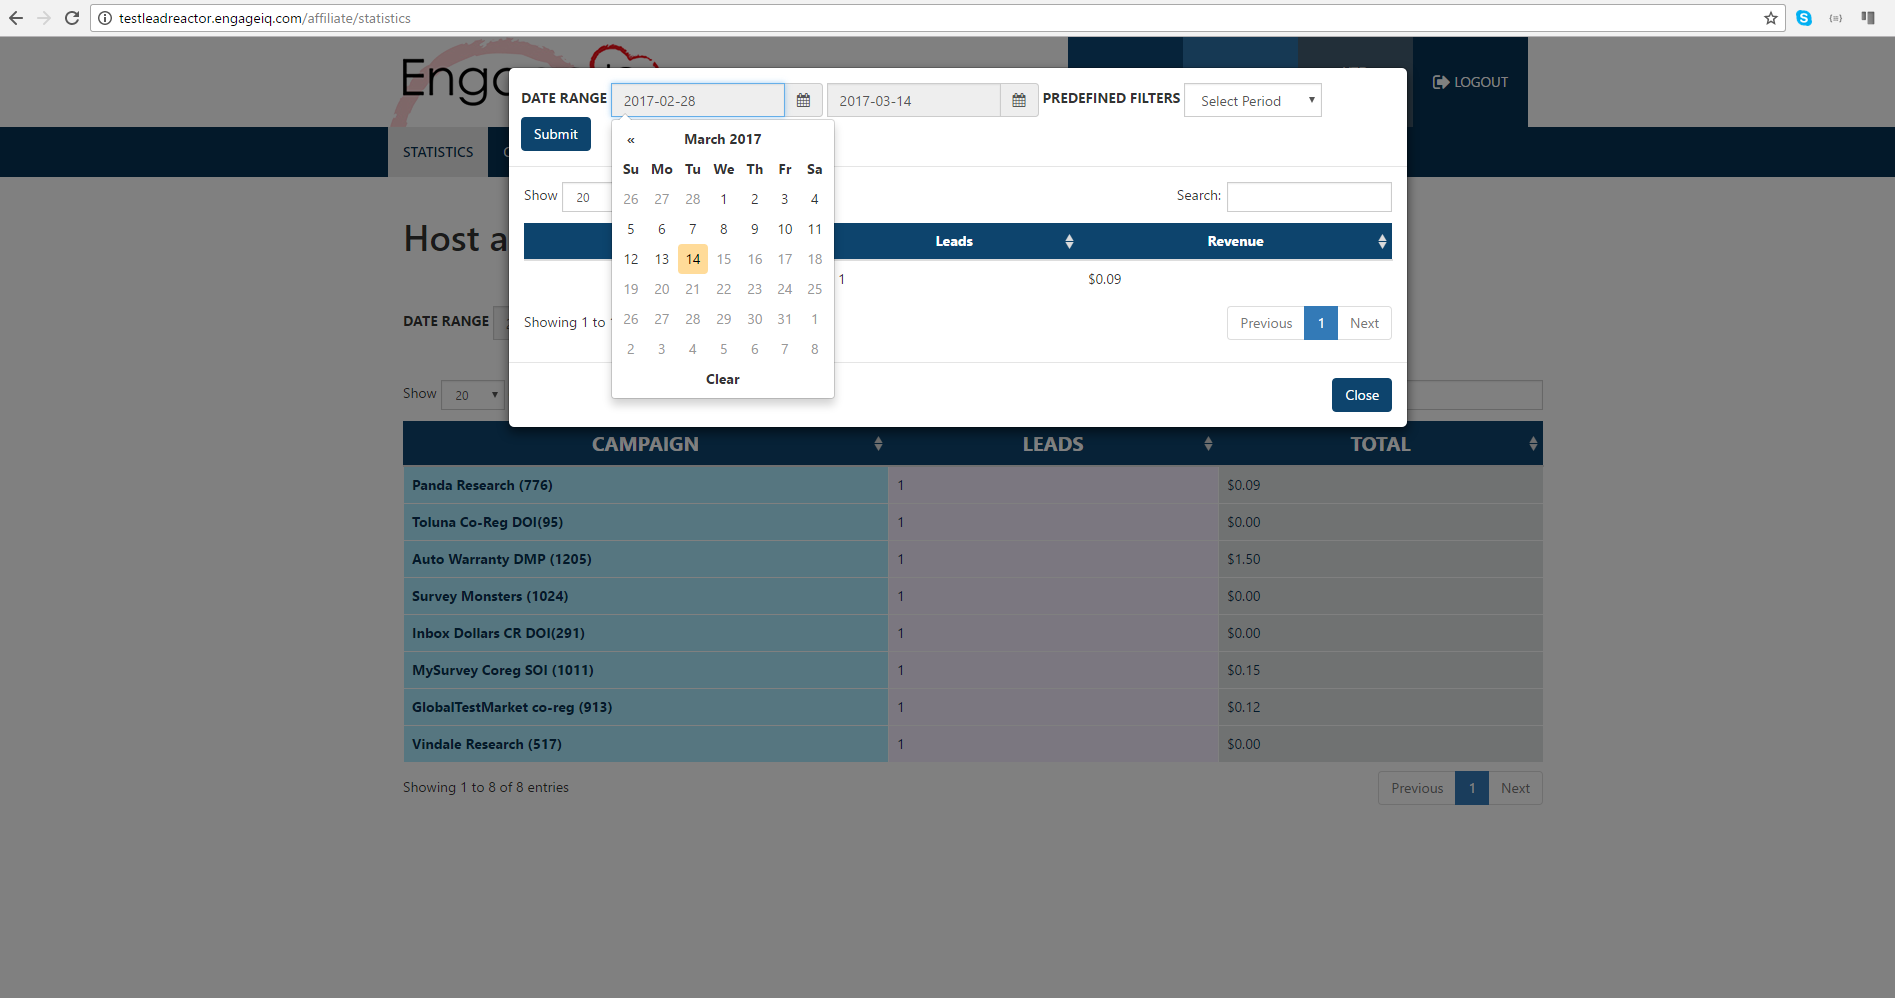 testleadreactor.engageiq.com/affiliate/statistics
Engag
LOGOUT
STATISTICS
DATE RANGE 2017-02-28 2017-03-14 PREDEFINED FILTERS Select Period
Submit
« March 2017
Su Mo Tu We Th Fr Sa
26 27 28 1 2 3 4
5 6 7 8 9 10 11
12 13 14 15 16 17 18
19 20 21 22 23 24 25
26 27 28 29 30 31 1
2 3 4 5 6 7 8
Clear
Show 20 Search:
Leads Revenue
1 $0.09
Showing 1 to
Previous 1 Next
Close
Host a
DATE RANGE
Show 20
CAMPAIGN LEADS TOTAL
Panda Research (776) 1 $0.09
Toluna Co-Reg DOI(95) 1 $0.00
Auto Warranty DMP (1205) 1 $1.50
Survey Monsters (1024) 1 $0.00
Inbox Dollars CR DOI(291) 1 $0.00
MySurvey Coreg SOI (1011) 1 $0.15
GlobalTestMarket co-reg (913) 1 $0.12
Vindale Research (517) 1 $0.00
Showing 1 to 8 of 8 entries
Previous 1 Next